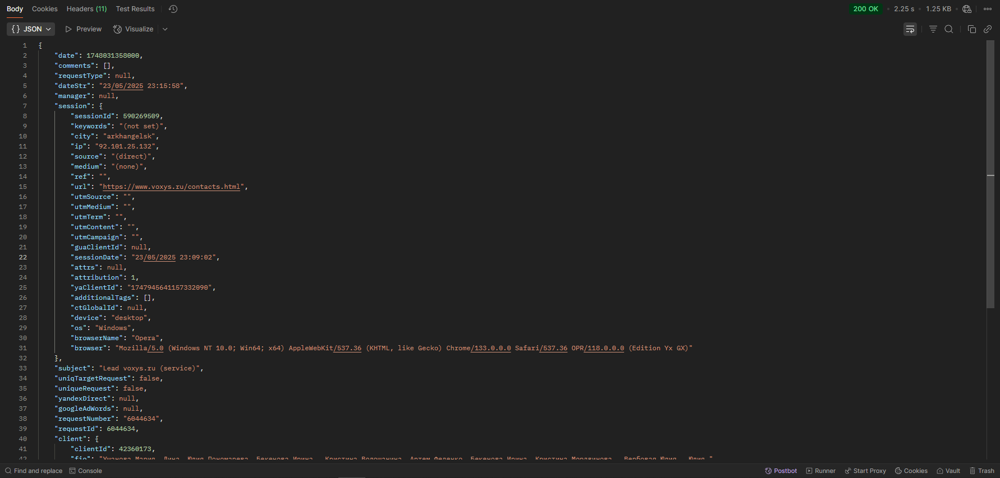 Body Cookies Headers (11) Test Results 200 OK • 2.25 s • 1.25 KB
{} JSON Preview Visualize
1 {
2 "date": 1748031358000,
3 "comments": [],
4 "requestType": null,
5 "dateStr": "23/05/2025 23:15:58",
6 "manager": null,
7 "session": {
8 "sessionId": 590269509,
9 "keywords": "(not set)",
10 "city": "arkhangelsk",
11 "ip": "92.101.25.132",
12 "source": "(direct)",
13 "medium": "(none)",
14 "ref": "",
15 "url": "https://www.voxys.ru/contacts.html",
16 "utmSource": "",
17 "utmMedium": "",
18 "utmTerm": "",
19 "utmContent": "",
20 "utmCampaign": "",
21 "guaClientId": null,
22 "sessionDate": "23/05/2025 23:09:02",
23 "attrs": null,
24 "attribution": 1,
25 "yaClientId": "1747945641157332090",
26 "additionalTags": [],
27 "ctGlobalId": null,
28 "device": "desktop",
29 "os": "Windows",
30 "browserName": "Opera",
31 "browser": "Mozilla/5.0 (Windows NT 10.0; Win64; x64) AppleWebKit/537.36 (KHTML, like Gecko) Chrome/133.0.0.0 Safari/537.36 OPR/118.0.0.0 (Edition Yx GX)"
32 },
33 "subject": "Lead voxys.ru (service)",
34 "uniqTargetRequest": false,
35 "uniqueRequest": false,
36 "yandexDirect": null,
37 "googleAdWords": null,
38 "requestNumber": "6044634",
39 "requestId": 6044634,
40 "client": {
41 "clientId": 42360173,
42 "fio":
Find and replace Console Postbot Runner Start Proxy Cookies Vault Trash